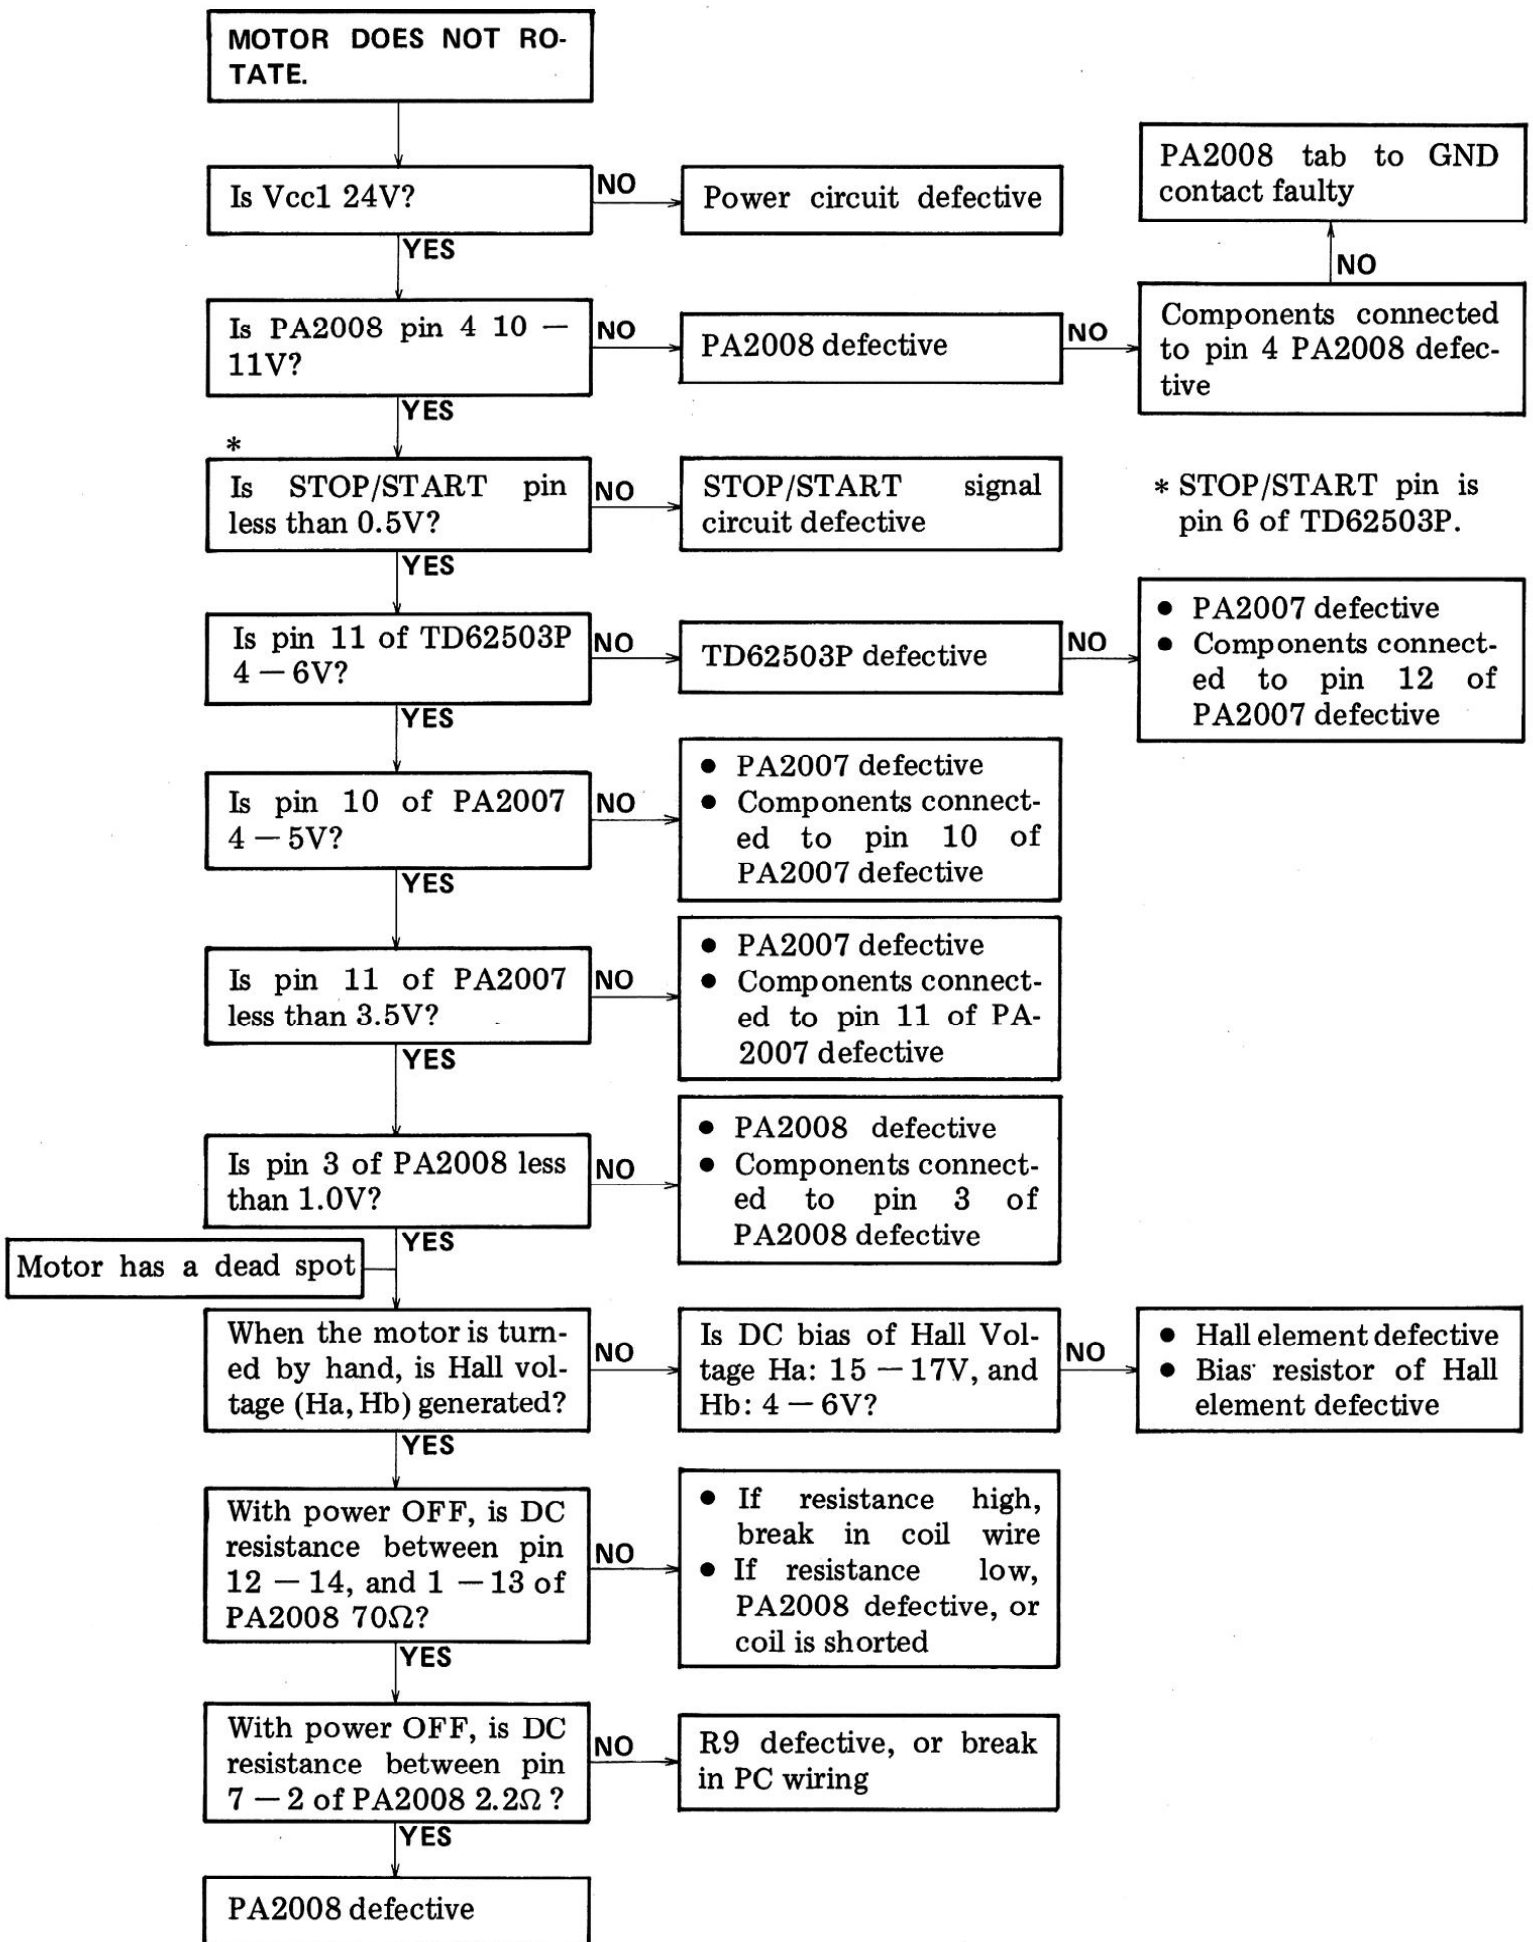 MOTOR DOES NOT RO-
TATE.
Is Vcc1 24V?
NO
Power circuit defective
YES
Is PA2008 pin 4 10 —
11V?
NO
PA2008 defective
NO
Components connected
to pin 4 PA2008 defec-
tive
NO
PA2008 tab to GND
contact faulty
YES
*
Is STOP/START pin
less than 0.5V?
NO
STOP/START signal
circuit defective
* STOP/START pin is
pin 6 of TD62503P.
YES
Is pin 11 of TD62503P
4 — 6V?
NO
TD62503P defective
NO
● PA2007 defective
● Components connect-
ed to pin 12 of
PA2007 defective
YES
Is pin 10 of PA2007
4 — 5V?
NO
● PA2007 defective
● Components connect-
ed to pin 10 of
PA2007 defective
YES
Is pin 11 of PA2007
less than 3.5V?
NO
● PA2007 defective
● Components connect-
ed to pin 11 of PA-
2007 defective
YES
Is pin 3 of PA2008 less
than 1.0V?
NO
● PA2008 defective
● Components connect-
ed to pin 3 of
PA2008 defective
YES
Motor has a dead spot
When the motor is turn-
ed by hand, is Hall vol-
tage (Ha, Hb) generated?
NO
Is DC bias of Hall Vol-
tage Ha: 15 — 17V, and
Hb: 4 — 6V?
NO
● Hall element defective
● Bias resistor of Hall
element defective
YES
With power OFF, is DC
resistance between pin
12 — 14, and 1 — 13 of
PA2008 70Ω?
NO
● If resistance high,
break in coil wire
● If resistance low,
PA2008 defective, or
coil is shorted
YES
With power OFF, is DC
resistance between pin
7 — 2 of PA2008 2.2Ω ?
NO
R9 defective, or break
in PC wiring
YES
PA2008 defective